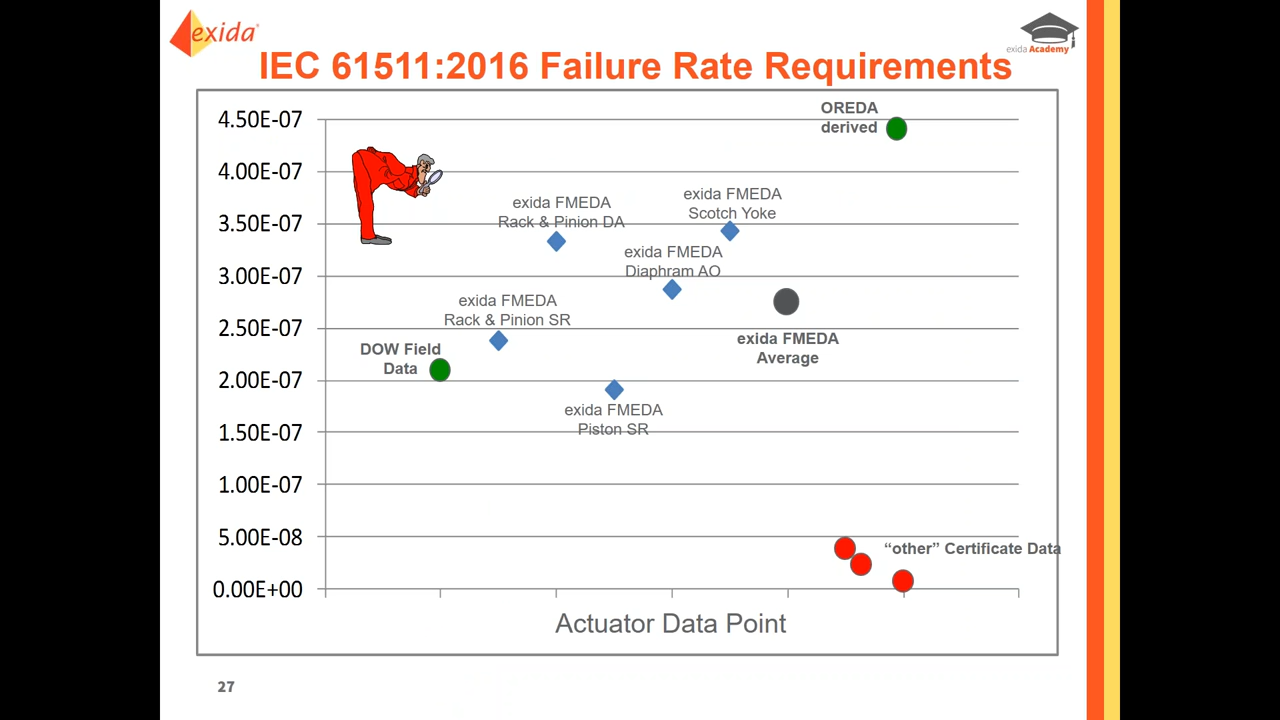 exida
exida Academy
IEC 61511:2016 Failure Rate Requirements
4.50E-07
4.00E-07
3.50E-07
3.00E-07
2.50E-07
2.00E-07
1.50E-07
1.00E-07
5.00E-08
0.00E+00
OREDA
derived
exida FMEDA
Scotch Yoke
exida FMEDA
Rack & Pinion DA
exida FMEDA
Diaphram AO
exida FMEDA
Rack & Pinion SR
exida FMEDA
Average
DOW Field
Data
exida FMEDA
Piston SR
“other” Certificate Data
Actuator Data Point
27